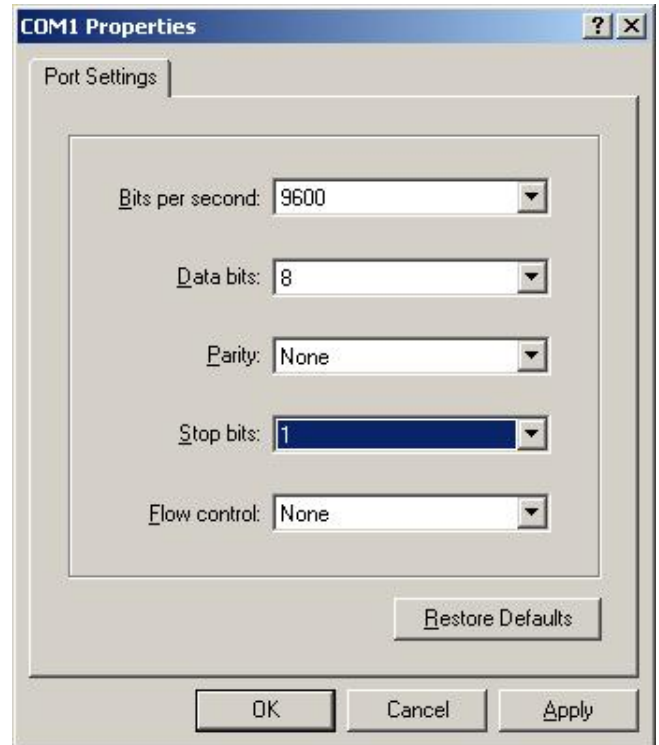 COM1 Properties
Port Settings
Bits per second: 9600
Data bits: 8
Parity: None
Stop bits: 1
Flow control: None
Restore Defaults
OK Cancel Apply